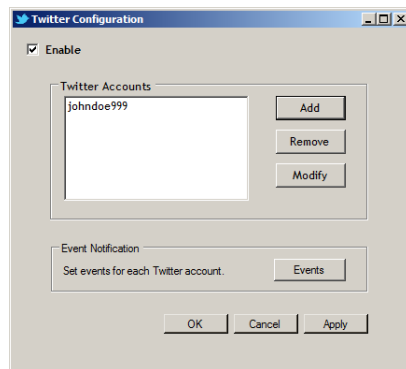 Twitter Configuration
Enable
Twitter Accounts
johndoe999
Add
Remove
Modify
Event Notification
Set events for each Twitter account.
Events
OK
Cancel
Apply